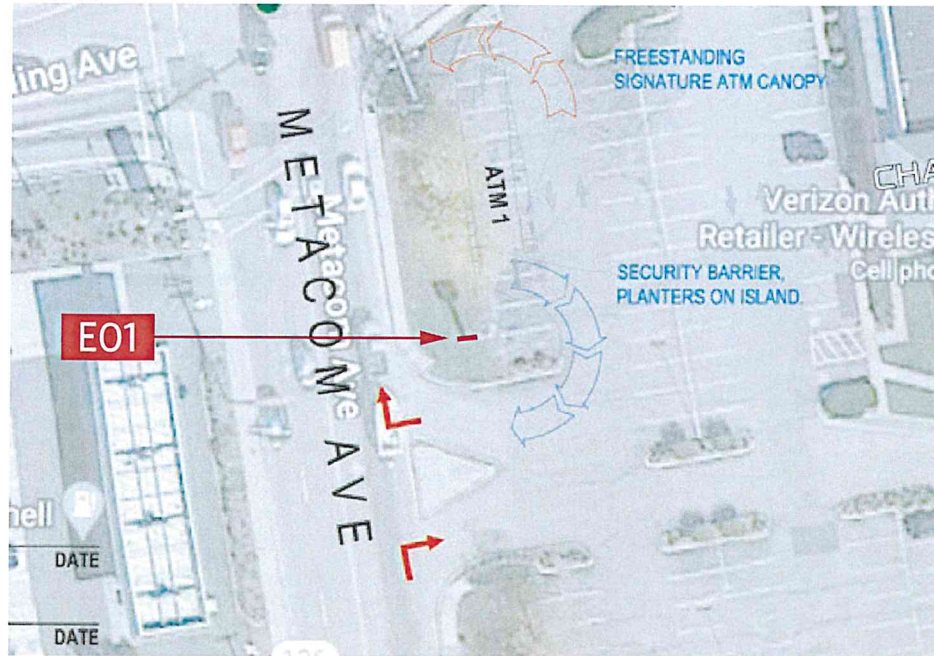 ing Ave
FREESTANDING
SIGNATURE ATM CANOPY
METACOM AVE
Metacom Ave
ATM 1
CHA
Verizon Auth
Retailer - Wireles
Cell pho
SECURITY BARRIER,
PLANTERS ON ISLAND.
E01
hell
DATE
DATE